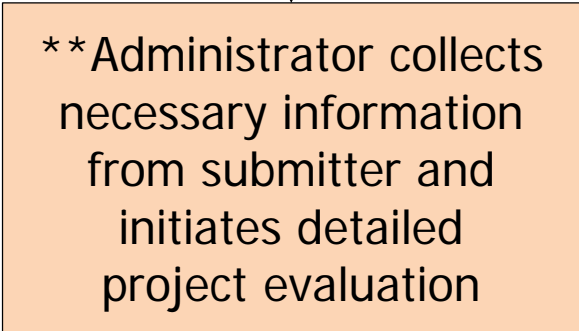 **Administrator collects
necessary information
from submitter and
initiates detailed
project evaluation